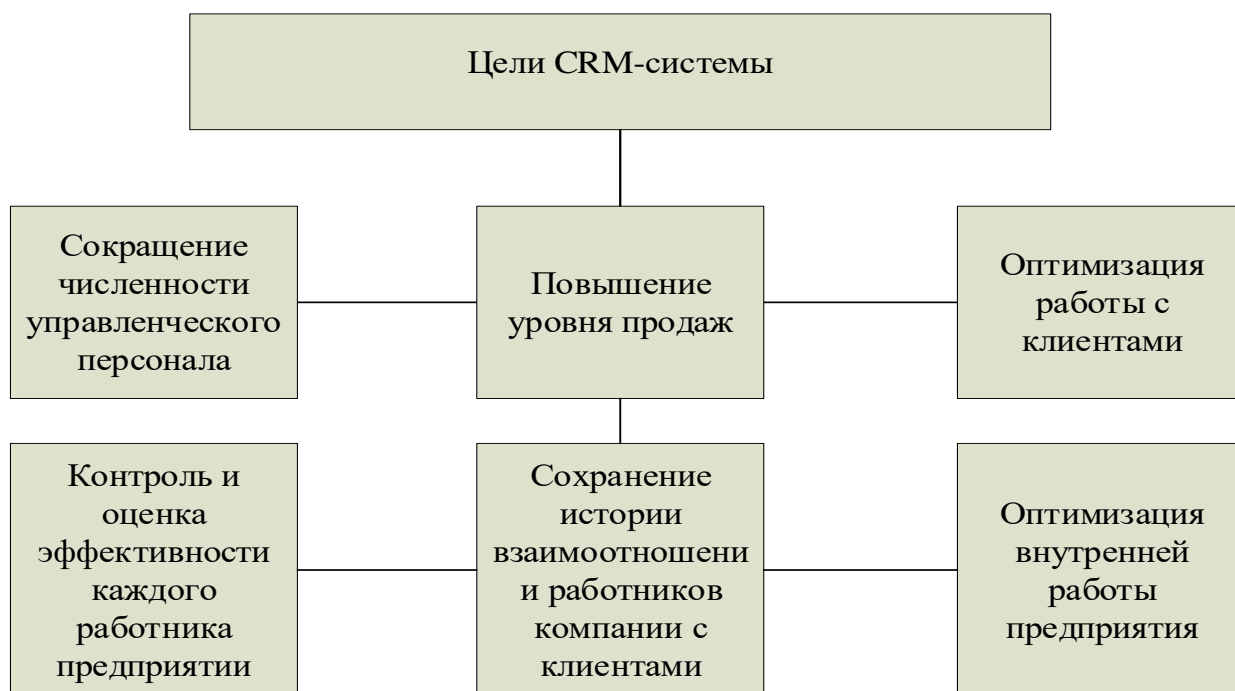 Цели CRM-системы
Сокращение
численности
управленческого
персонала
Повышение
уровня продаж
Оптимизация
работы с
клиентами
Контроль и
оценка
эффективности
каждого
работника
предприятии
Сохранение
истории
взаимоотношени
и работников
компании с
клиентами
Оптимизация
внутренней
работы
предприятия